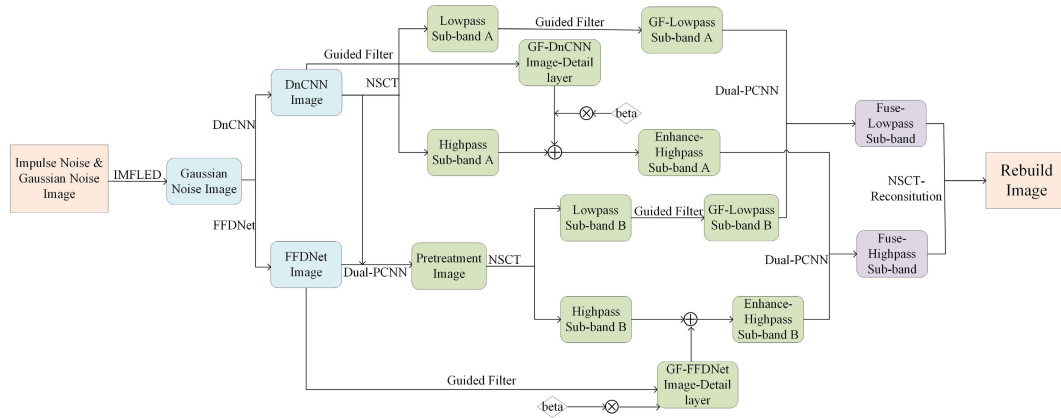 Impulse Noise &
Gaussian Noise
Image
IMFLED
Gaussian
Noise Image
DnCNN
FFDNet
DnCNN
Image
FFDNet
Image
Guided Filter
NSCT
Dual-PCNN
Lowpass
Sub-band A
Guided Filter
GF-Lowpass
Sub-band A
GF-DnCNN
Image-Detail
layer
beta
Highpass
Sub-band A
Enhance-
Highpass
Sub-band A
Dual-PCNN
Pretreatment
Image
NSCT
Lowpass
Sub-band B
Guided Filter
GF-Lowpass
Sub-band B
Highpass
Sub-band B
Enhance-
Highpass
Sub-band B
Dual-PCNN
Guided Filter
GF-FFDNet
Image-Detail
layer
beta
Fuse-
Lowpass
Sub-band
NSCT-
Reconsitution
Fuse-
Highpass
Sub-band
Rebuild
Image